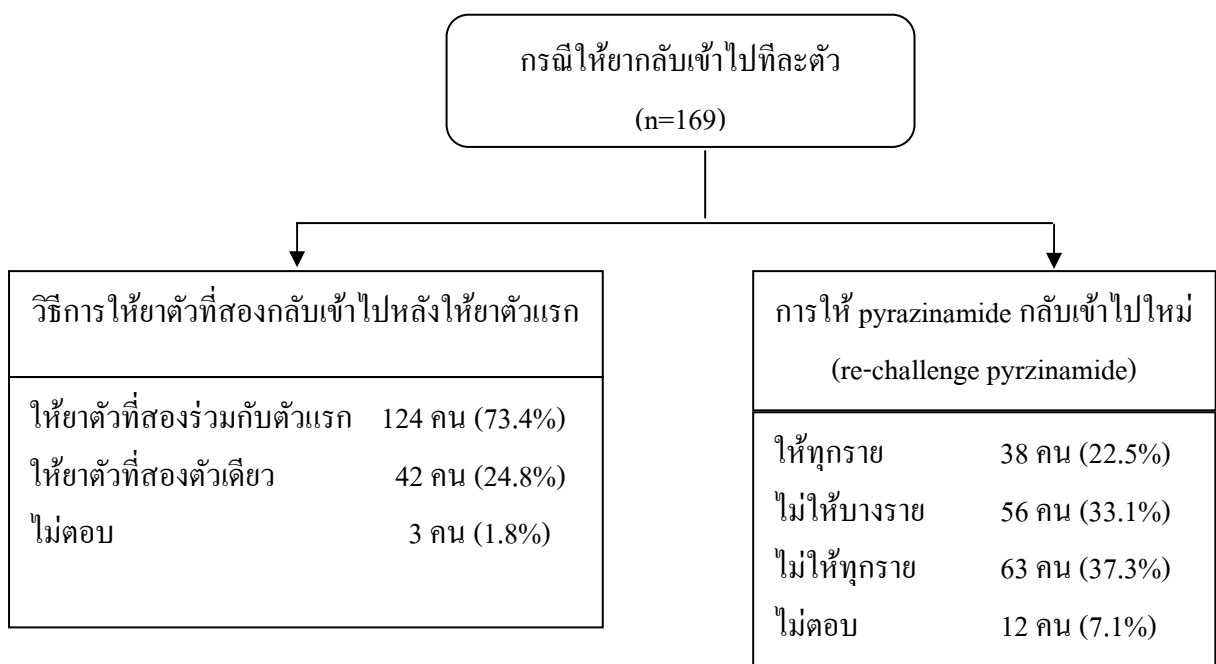 กรณีให้ยากลับเข้าไปทีละตัว
(n=169)
วิธีการให้ยาตัวที่สองกลับเข้าไปหลังให้ยาตัวแรก
ให้ยาตัวที่สองร่วมกับตัวแรก 124 คน (73.4%)
ให้ยาตัวที่สองตัวเดียว 42 คน (24.8%)
ไม่ตอบ 3 คน (1.8%)
การให้ pyrazinamide กลับเข้าไปใหม่
(re-challenge pyrzinamide)
ให้ทุกราย 38 คน (22.5%)
ไม่ให้บางราย 56 คน (33.1%)
ไม่ให้ทุกราย 63 คน (37.3%)
ไม่ตอบ 12 คน (7.1%)